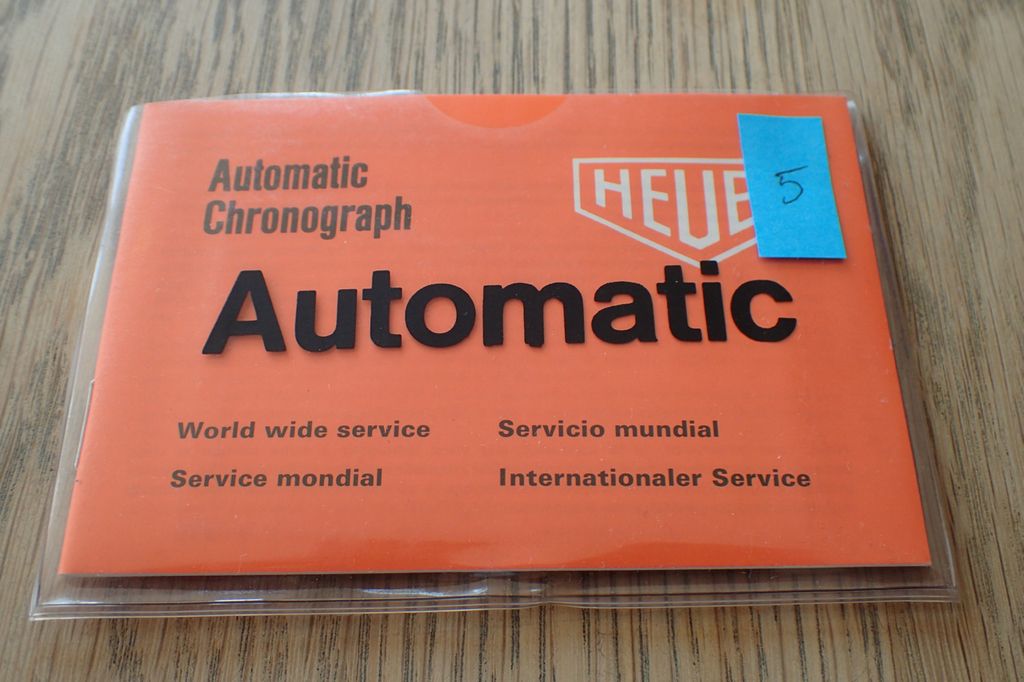 Automatic
Chronograph
HEUE
5
Automatic
World wide service
Servicio mundial
Service mondial
Internationaler Service